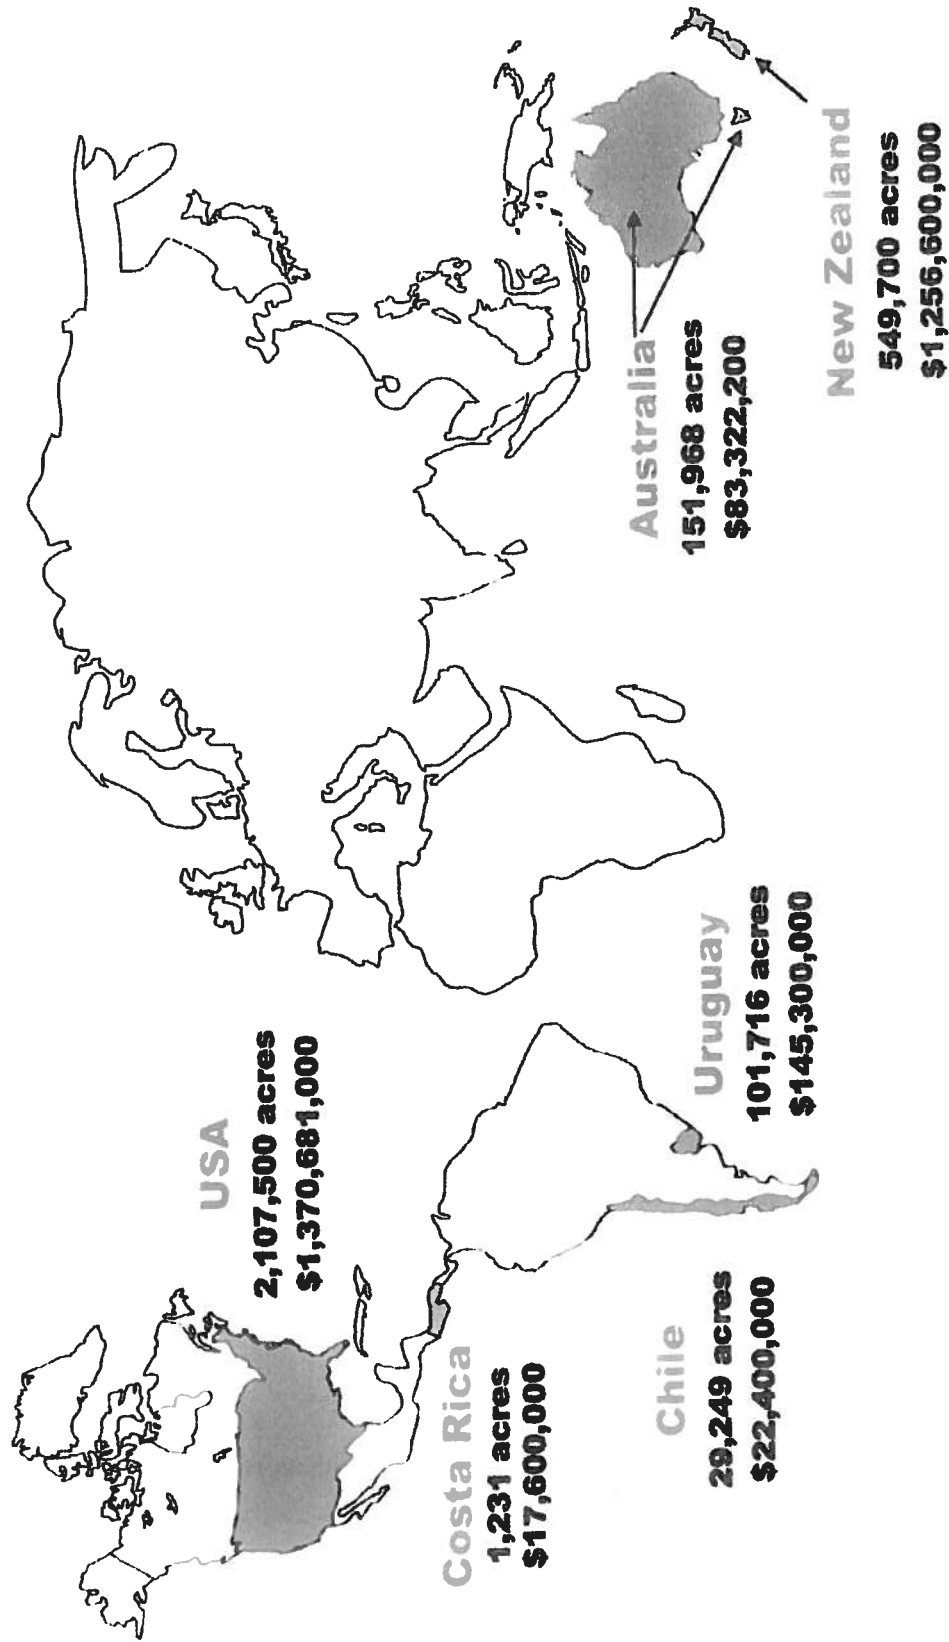 USA
2,107,500 acres
$1,370,681,000
Costa Rica
1,231 acres
$17,600,000
Chile
29,249 acres
$22,400,000
Uruguay
101,716 acres
$145,300,000
Australia
151,968 acres
$83,322,200
New Zealand
549,700 acres
$1,256,600,000